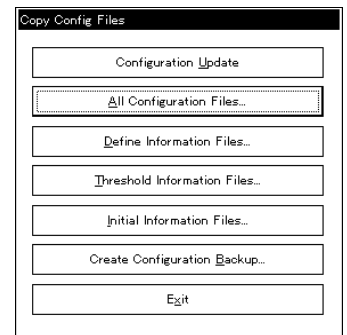 Copy Config Files
Configuration Update
All Configuration Files...
Define Information Files...
Threshold Information Files...
Initial Information Files...
Create Configuration Backup...
Exit